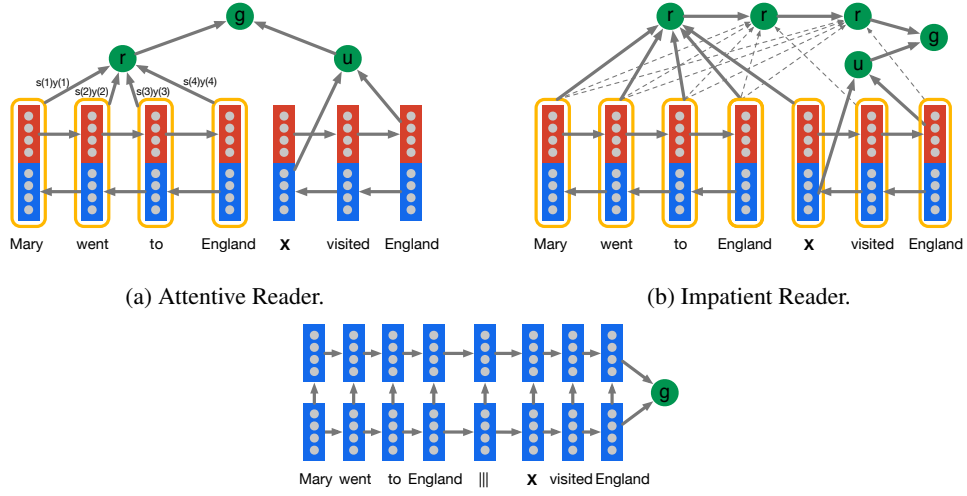 g
r
u
s(1)y(1)
s(2)y(2)
s(3)y(3)
s(4)y(4)
Mary went to England X visited England
(a) Attentive Reader.
r r r
g
u
Mary went to England X visited England
(b) Impatient Reader.
g
Mary went to England ||| X visited England